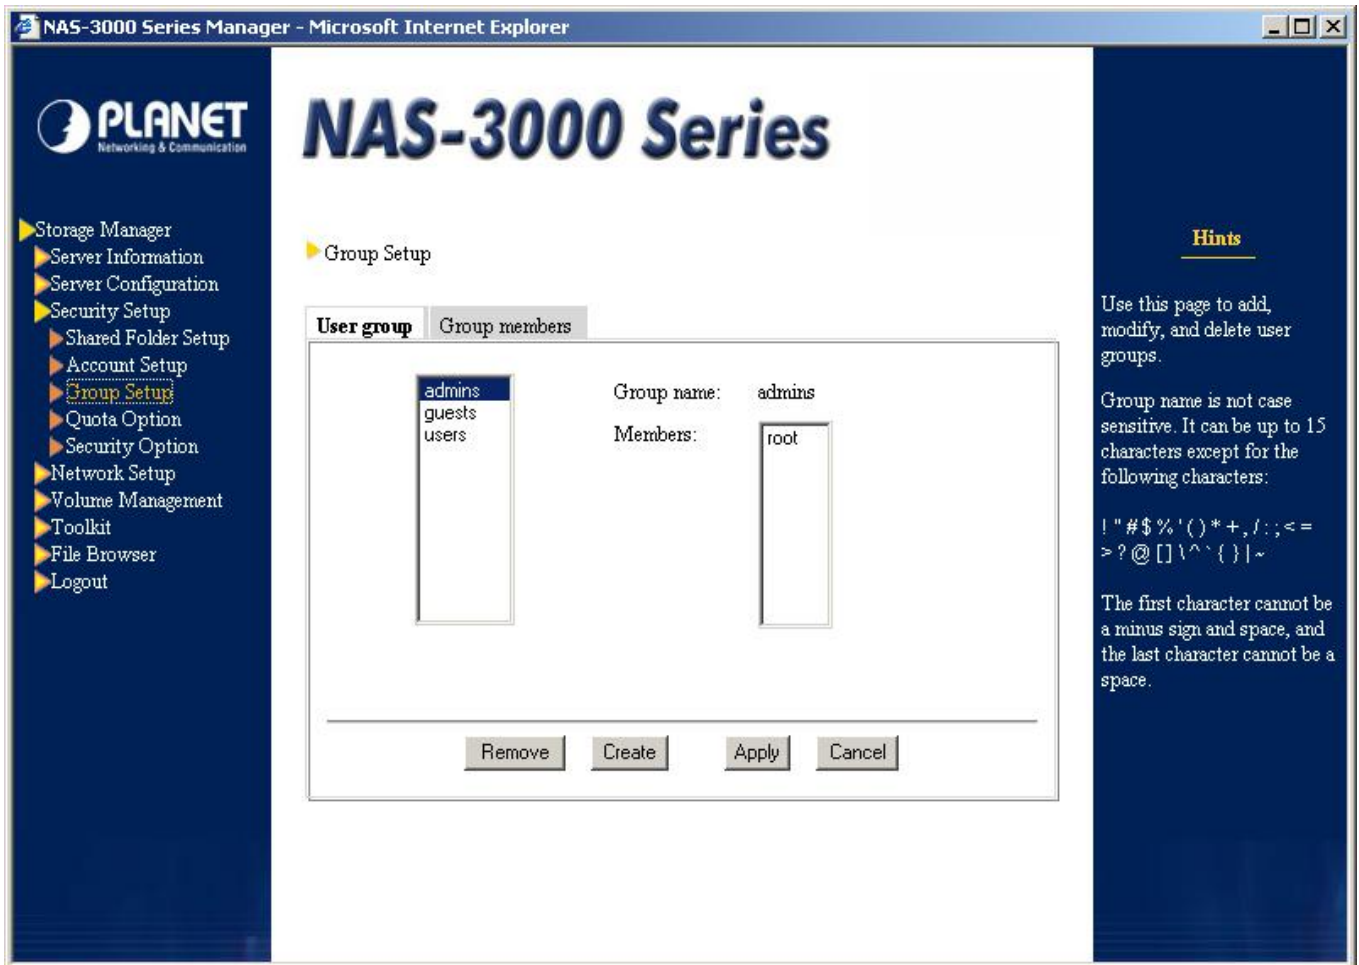 NAS-3000 Series Manager - Microsoft Internet Explorer
PLANET
Networking & Communication
NAS-3000 Series
Storage Manager
Server Information
Server Configuration
Security Setup
Shared Folder Setup
Account Setup
Group Setup
Quota Option
Security Option
Network Setup
Volume Management
Toolkit
File Browser
Logout
Group Setup
User group
Group members
admins
guests
users
Group name: admins
Members:
root
Remove
Create
Apply
Cancel
Hints
Use this page to add,
modify, and delete user
groups.
Group name is not case
sensitive. It can be up to 15
characters except for the
following characters:
! " # $ % ' ( ) * + , / : ; < =
> ? @ [ ] \ ^ ` { } | ~
The first character cannot be
a minus sign and space, and
the last character cannot be a
space.